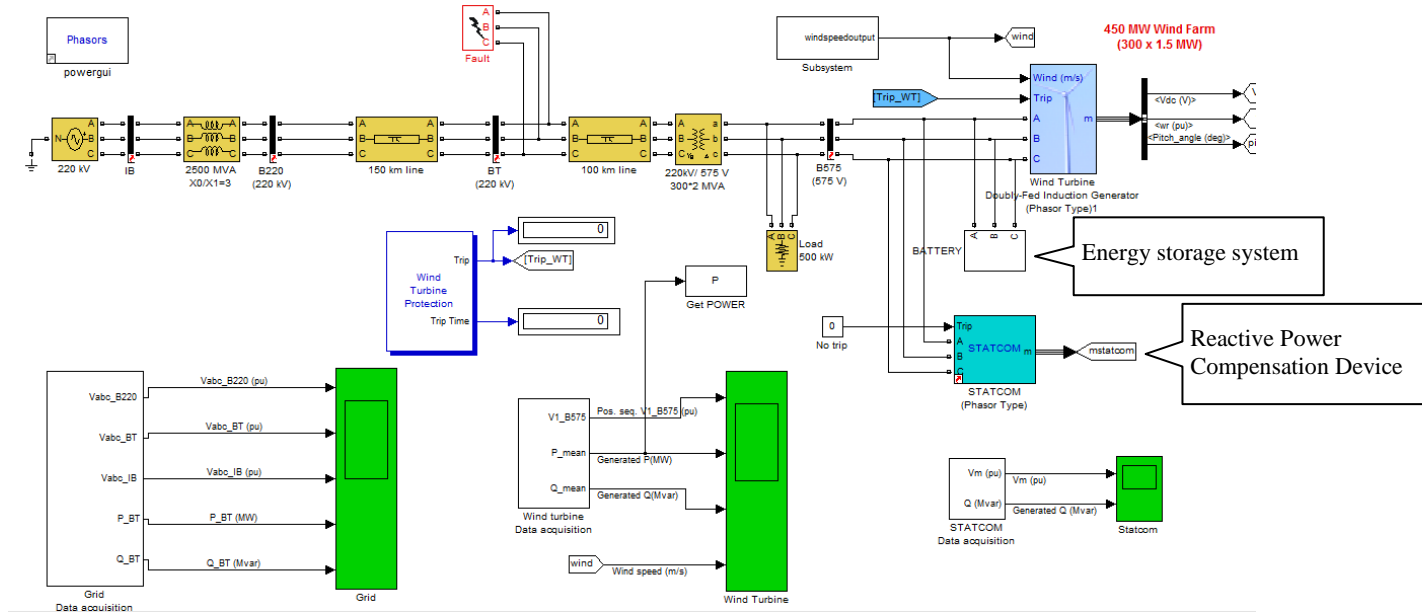 Phasors
powergui
A
B
C
Fault
windspeedoutput
Subsystem
wind
450 MW Wind Farm
(300 x 1.5 MW)
[Trip_WT]
Wind (m/s)
Trip
A
B
C
m
<Vdc (V)>
<wr (pu)>
<Pitch_angle (deg)>
pi
Wind Turbine
Doubly-Fed Induction Generator
(Phasor Type)1
N
A
B
C
220 kV
IB
A
B
C
A
B
C
2500 MVA
X0/X1=3
B220
(220 kV)
A
B
C
A
B
C
150 km line
BT
(220 kV)
A
B
C
A
B
C
100 km line
A
B
C
a
b
c
Yg
220kV/ 575 V
300*2 MVA
B575
(575 V)
A
B
C
Load
500 kW
A
B
C
BATTERY
Energy storage system
Wind
Turbine
Protection
Trip
Trip Time
0
[Trip_WT]
0
P
Get POWER
0
No trip
Trip
A
B
C
STATCOM
m
STATCOM
(Phasor Type)
mstatcom
Reactive Power
Compensation Device
Vabc_B220
Vabc_BT
Vabc_IB
P_BT
Q_BT
Vabc_B220 (pu)
Vabc_BT (pu)
Vabc_IB (pu)
P_BT (MW)
Q_BT (Mvar)
Grid
Data acquisition
Grid
V1_B575
P_mean
Q_mean
Pos. seq. V1_B575 (pu)
Generated P(MW)
Generated Q(Mvar)
Wind turbine
Data acquisition
wind
Wind speed (m/s)
Wind Turbine
Vm (pu)
Q (Mvar)
Vm (pu)
Generated Q (Mvar)
STATCOM
Data acquisition
Statcom